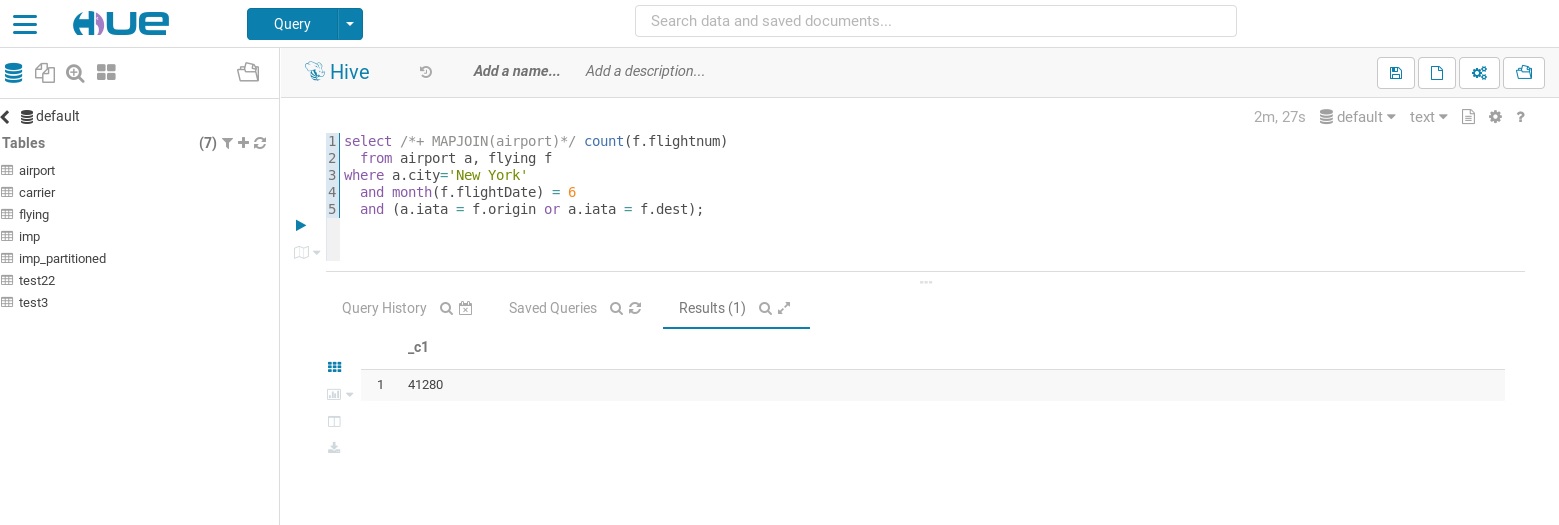 HUE
Query
Search data and saved documents...
Hive
Add a name... Add a description...
default
Tables (7)
airport
carrier
flying
imp
imp_partitioned
test22
test3
2m, 27s default text ?
1 select /*+ MAPJOIN(airport)*/ count(f.flightnum)
2 from airport a, flying f
3 where a.city='New York'
4 and month(f.flightDate) = 6
5 and (a.iata = f.origin or a.iata = f.dest);
Query History Saved Queries Results (1)
_c1
1 41280